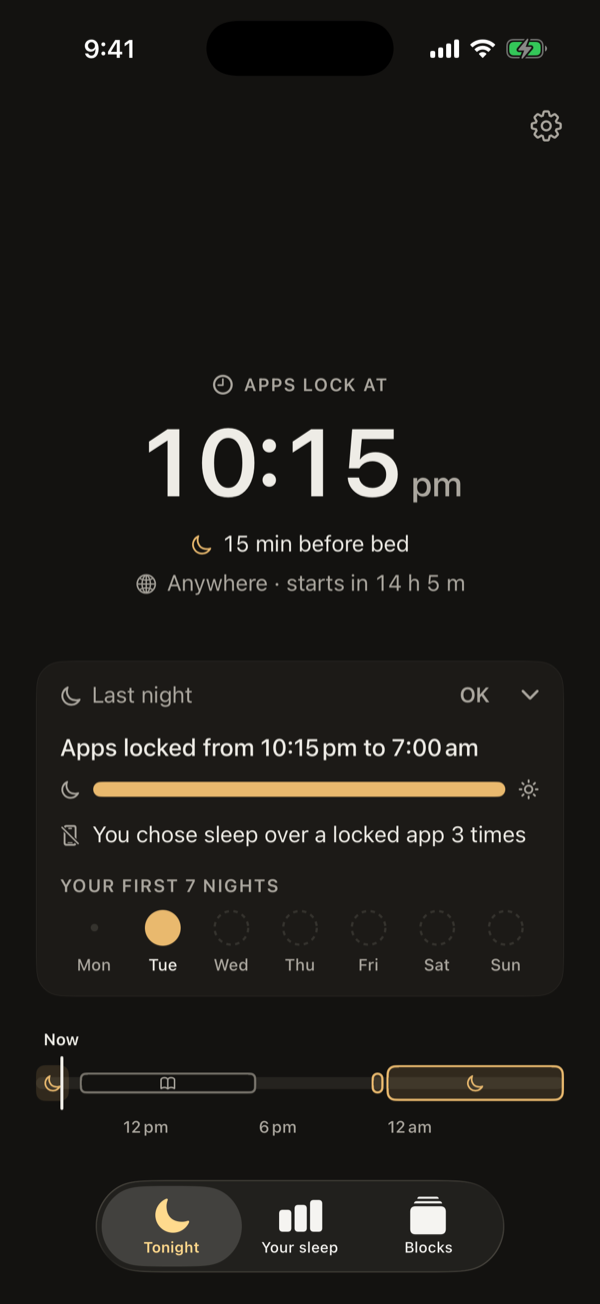 9:41
APPS LOCK AT
10:15 pm
15 min before bed
Anywhere · starts in 14 h 5 m
Last night OK
Apps locked from 10:15 pm to 7:00 am
You chose sleep over a locked app 3 times
YOUR FIRST 7 NIGHTS
Mon Tue Wed Thu Fri Sat Sun
Now
12 pm 6 pm 12 am
Tonight Your sleep Blocks